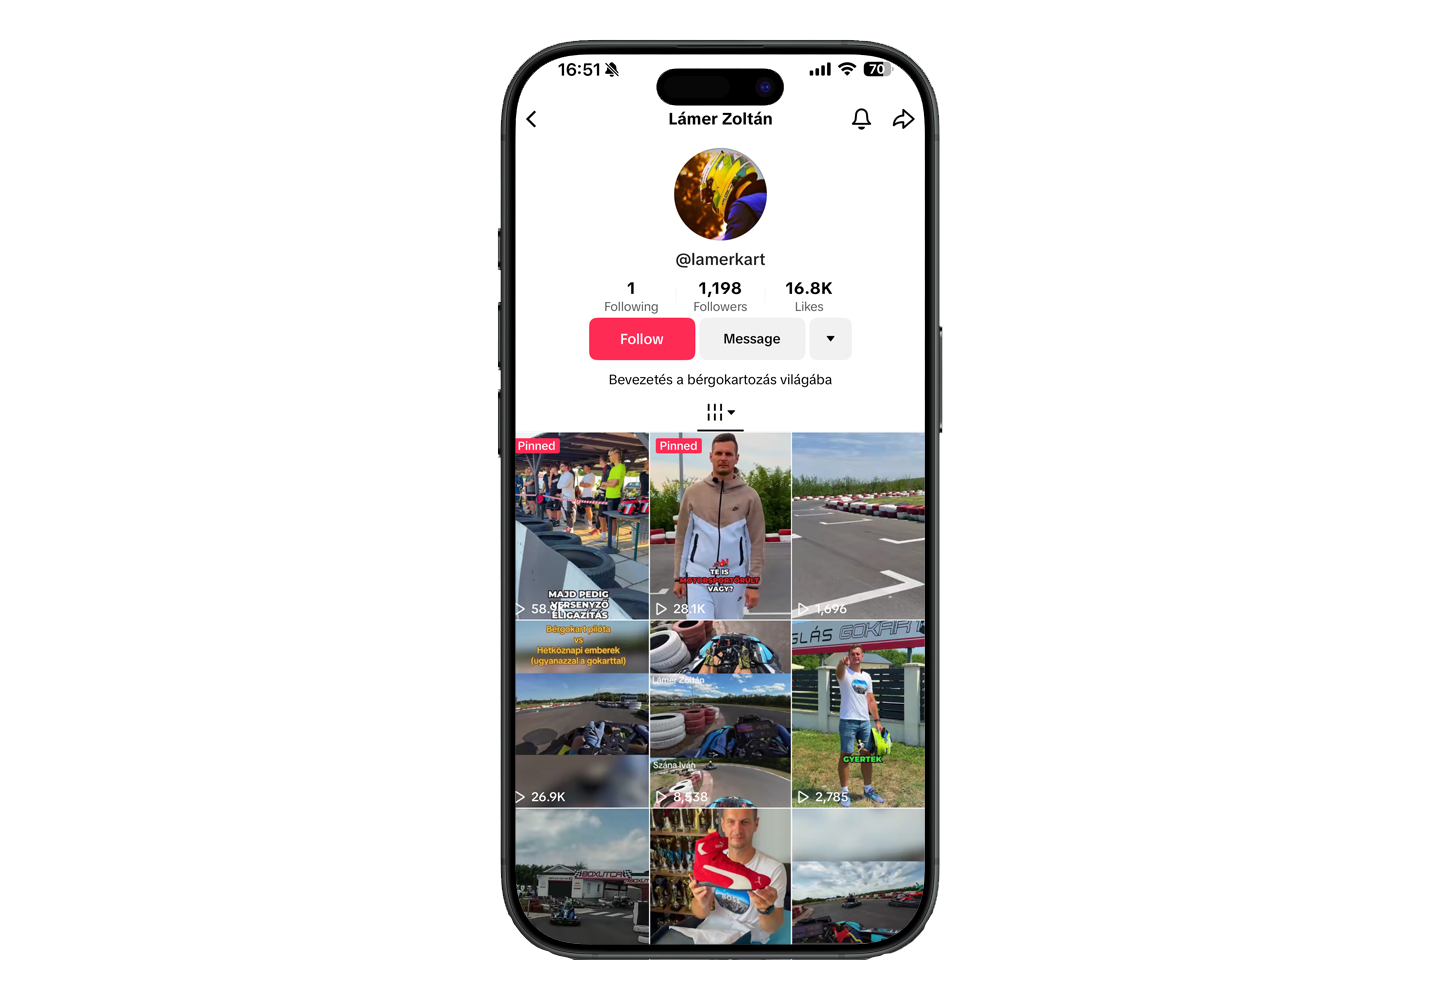 16:51
70
Lámer Zoltán
@lamerkart
1
Following
1,198
Followers
16.8K
Likes
Follow
Message
Bevezetés a bérgokartozás világába
Pinned
MAJD PEDIG
VERSENYZŐ
ELIGAZÍTÁS
Pinned
TE IS
MOTORSPORTŐRÜLT
VAGY?
28.1K
1,696
Bérgokart pilóta
vs
Hétköznapi emberek
(ugyanazzal a gokarttal)
26.9K
Lámer Zoltán
Szána Iván
8,538
GLÁS GOKART
GYERTEK
2,785
BOXUTCA